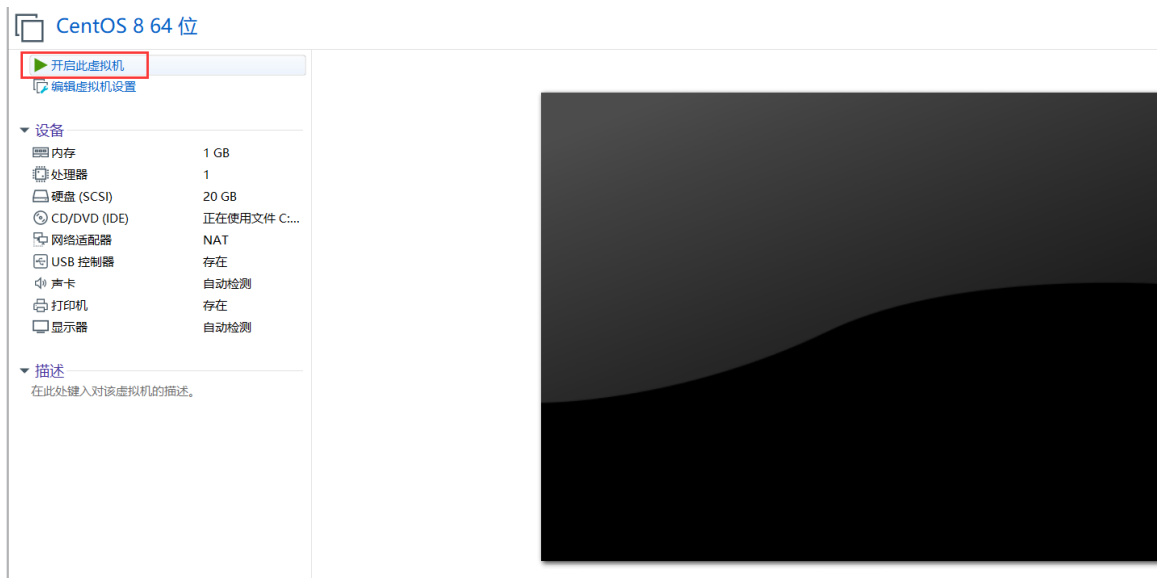 CentOS 8 64 位
开启此虚拟机
编辑虚拟机设置
设备
内存 1 GB
处理器 1
硬盘 (SCSI) 20 GB
CD/DVD (IDE) 正在使用文件 C:...
网络适配器 NAT
USB 控制器 存在
声卡 自动检测
打印机 存在
显示器 自动检测
描述
在此处键入对该虚拟机的描述。